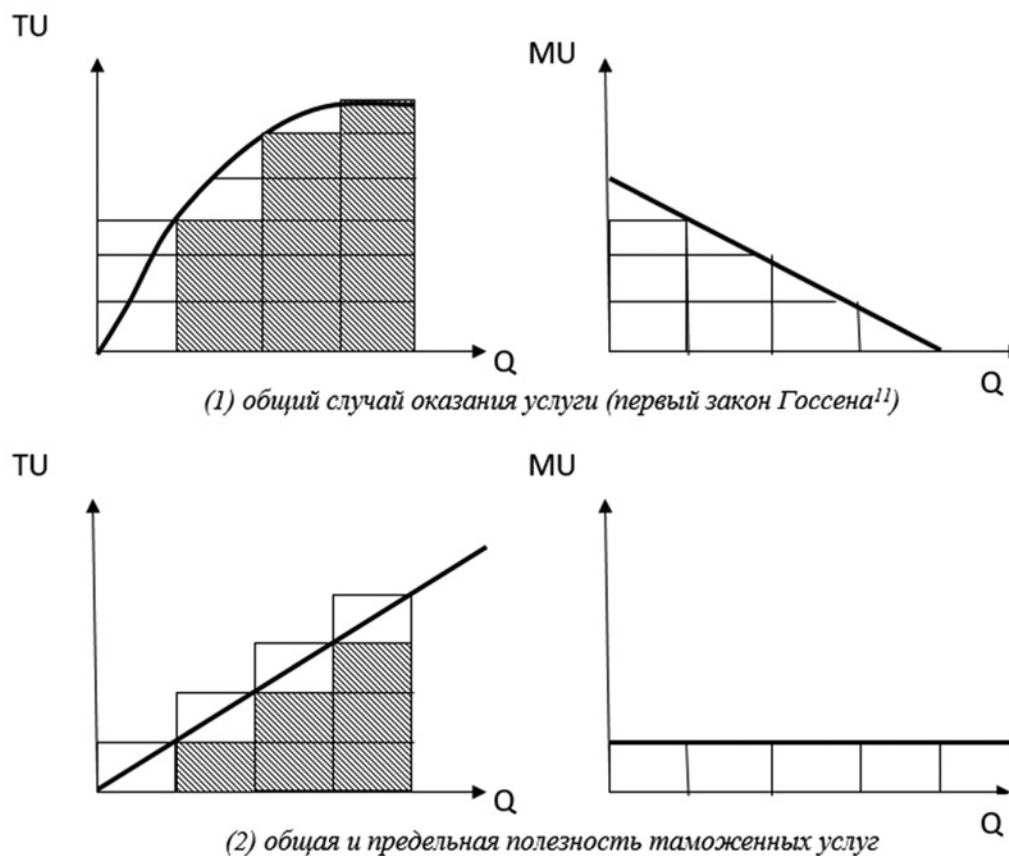 TU MU
Q Q
(1) общий случай оказания услуги (первый закон Госсена¹¹)
TU MU
Q Q
(2) общая и предельная полезность таможенных услуг